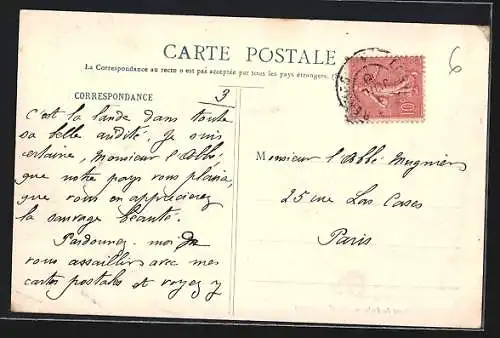 CARTE POSTALE
La Correspondance au recto n'est pas acceptée par tous les pays étrangers.
CORRESPONDANCE
3
6
10
c'est la lande dans toute
sa belle nudité. Je suis
certaine, Monsieur l'Abbé,
que notre pays vous plairait,
que vous en apprécierez
la sauvage beauté.
Pardonnez-moi de
vous assaillir avec mes
cartes postales et voyez y
Monsieur l'Abbé Mugnier
25 rue Las Cases
Paris